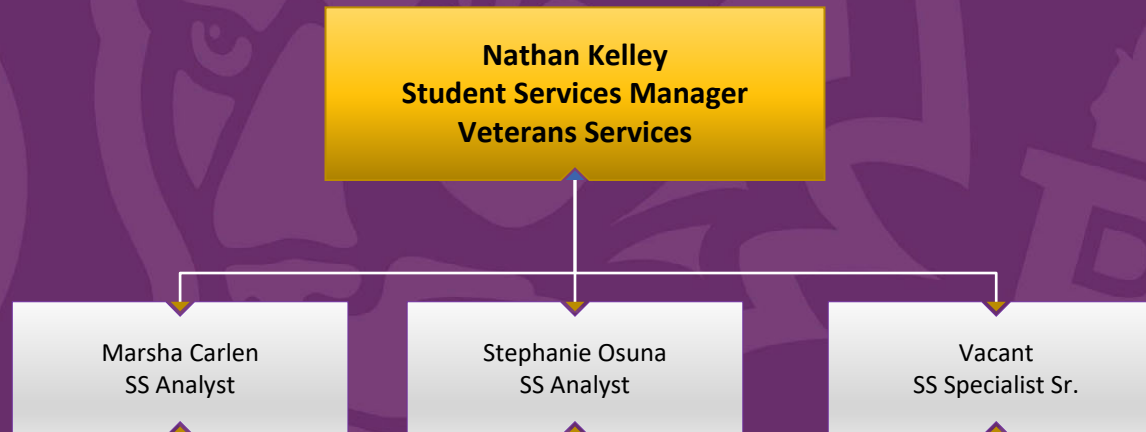 Nathan Kelley
Student Services Manager
Veterans Services
Marsha Carlen
SS Analyst
Stephanie Osuna
SS Analyst
Vacant
SS Specialist Sr.